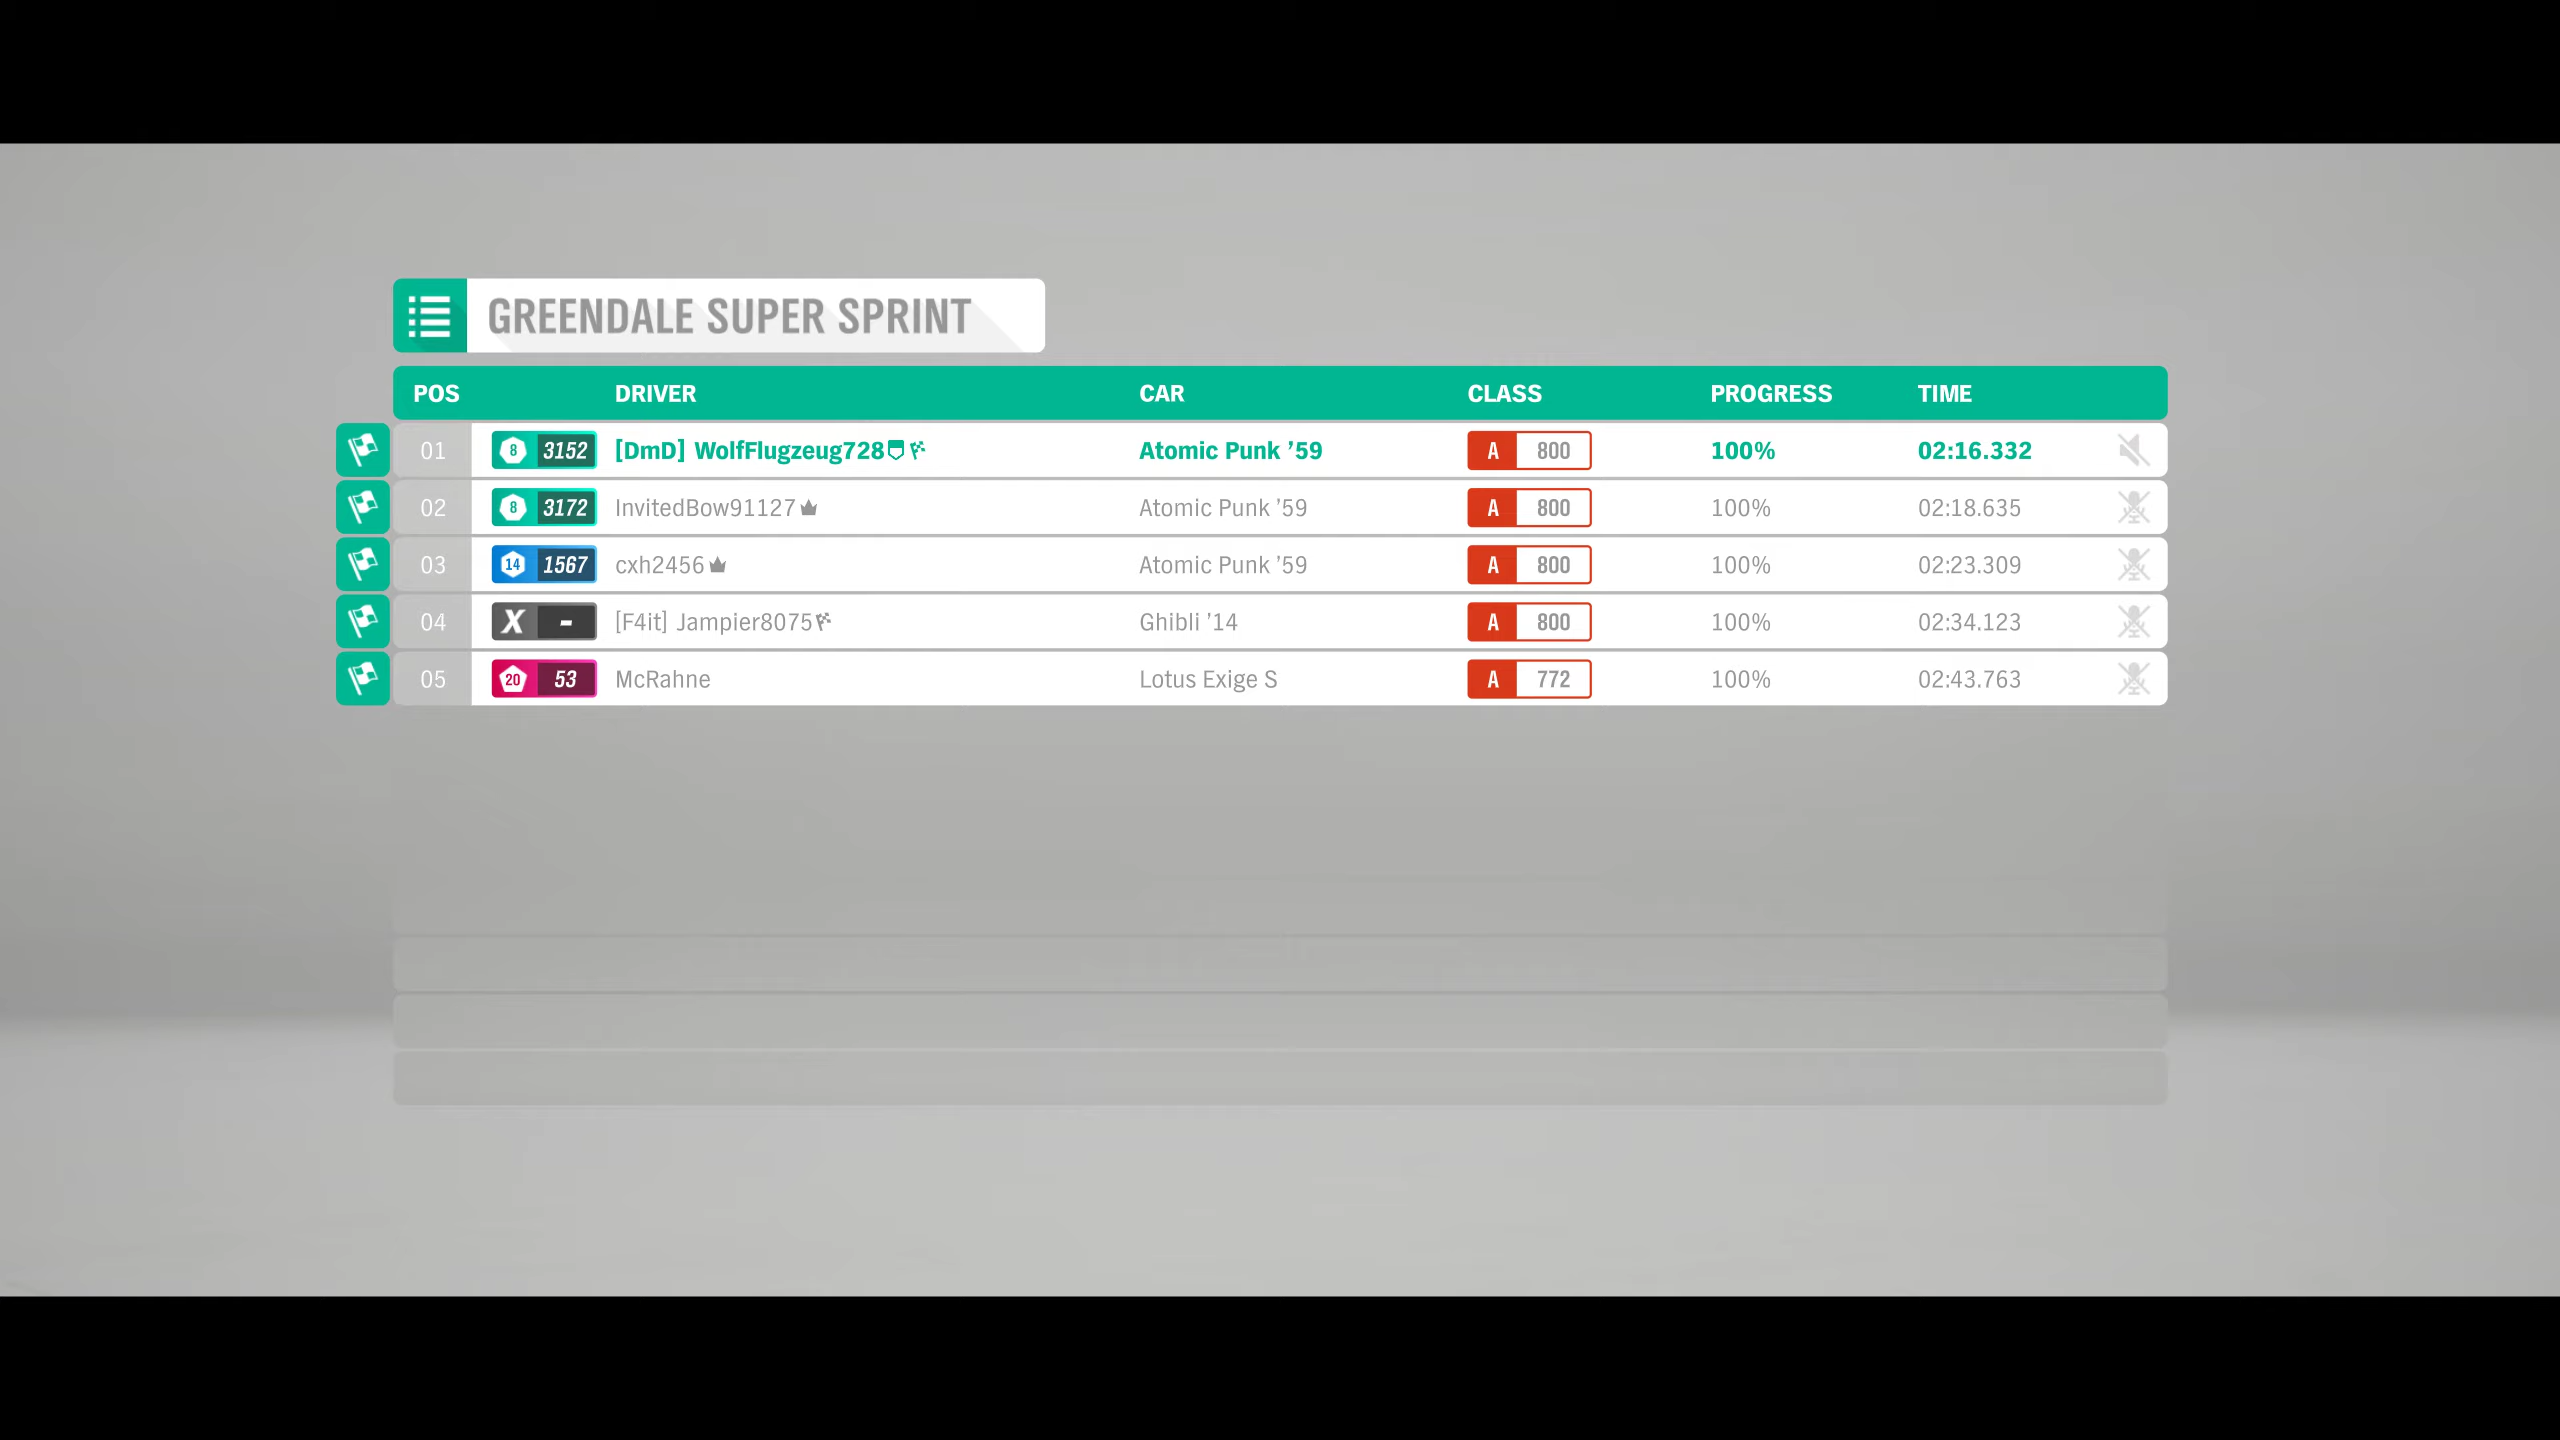 GREENDALE SUPER SPRINT
POS DRIVER CAR CLASS PROGRESS TIME
01 8 3152 [DmD] WolfFlugzeug728 Atomic Punk ’59 A 800 100% 02:16.332
02 8 3172 InvitedBow91127 Atomic Punk ’59 A 800 100% 02:18.635
03 14 1567 cxh2456 Atomic Punk ’59 A 800 100% 02:23.309
04 X - [F4it] Jampier8075 Ghibli ’14 A 800 100% 02:34.123
05 20 53 McRahne Lotus Exige S A 772 100% 02:43.763